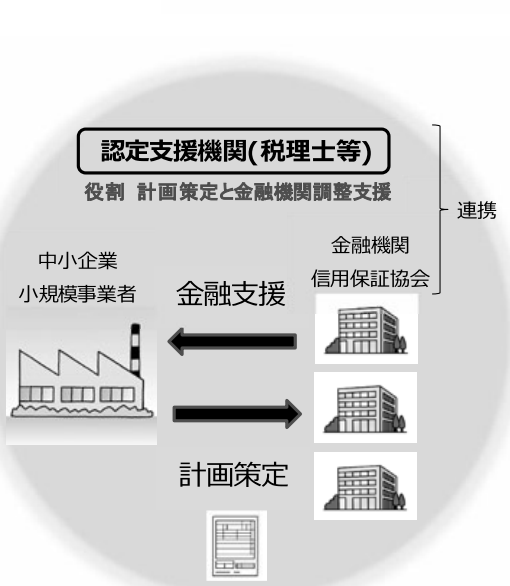 認定支援機関(税理士等)
役割 計画策定と金融機関調整支援
連携
中小企業
小規模事業者
金融支援
金融機関
信用保証協会
計画策定